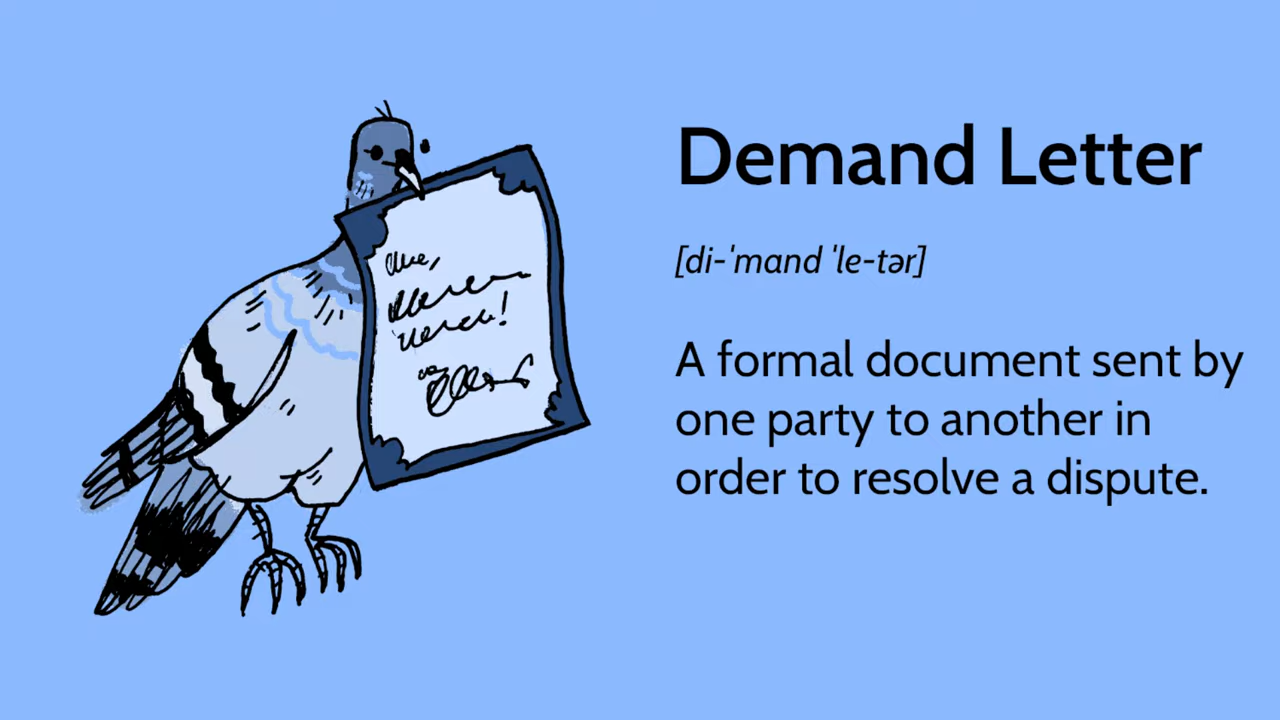 Demand Letter
[di-ˈmand ˈle-tər]
A formal document sent by
one party to another in
order to resolve a dispute.